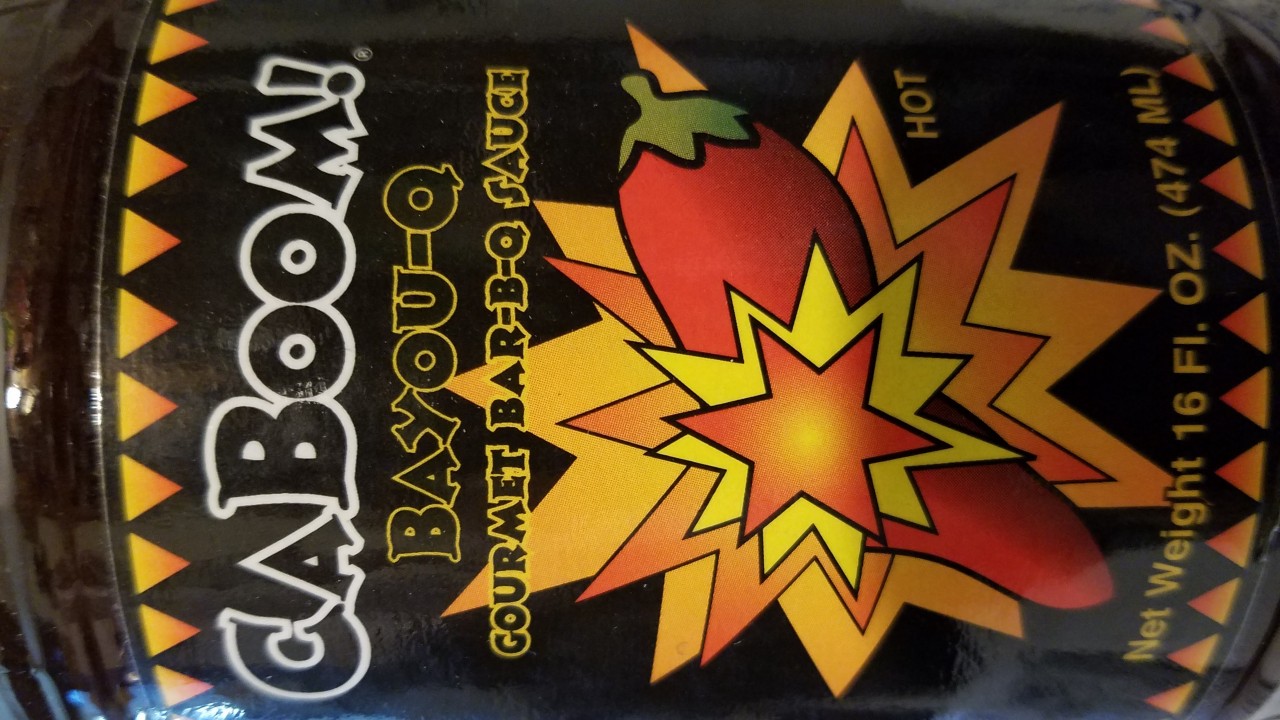 CABOOM!®
BAYOU-Q
GOURMET BAR-B-Q SAUCE
HOT
Net Weight 16 Fl. OZ. (474 ML)